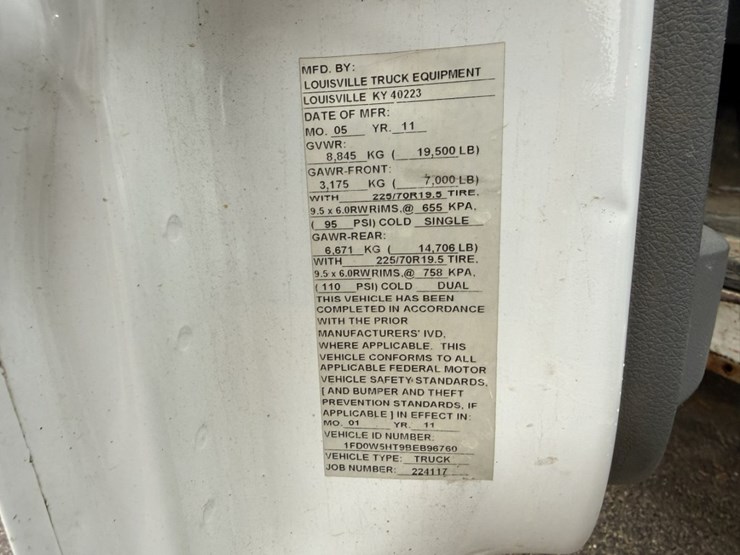 MFD. BY:
LOUISVILLE TRUCK EQUIPMENT
LOUISVILLE KY 40223
DATE OF MFR:
MO. 05 YR. 11
GVWR:
8,845 KG ( 19,500 LB)
GAWR-FRONT:
3,175 KG ( 7,000 LB)
WITH 225/70R19.5 TIRE,
9.5 x 6.0RW RIMS,@ 655 KPA,
( 95 PSI) COLD SINGLE
GAWR-REAR:
6,671 KG ( 14,706 LB)
WITH 225/70R19.5 TIRE,
9.5 x 6.0RW RIMS,@ 758 KPA,
( 110 PSI) COLD DUAL
THIS VEHICLE HAS BEEN
COMPLETED IN ACCORDANCE
WITH THE PRIOR
MANUFACTURERS' IVD,
WHERE APPLICABLE. THIS
VEHICLE CONFORMS TO ALL
APPLICABLE FEDERAL MOTOR
VEHICLE SAFETY STANDARDS,
[ AND BUMPER AND THEFT
PREVENTION STANDARDS, IF
APPLICABLE ] IN EFFECT IN:
MO. 01 YR. 11
VEHICLE ID NUMBER:
1FD0W5HT9BEB96760
VEHICLE TYPE: TRUCK
JOB NUMBER: 224117